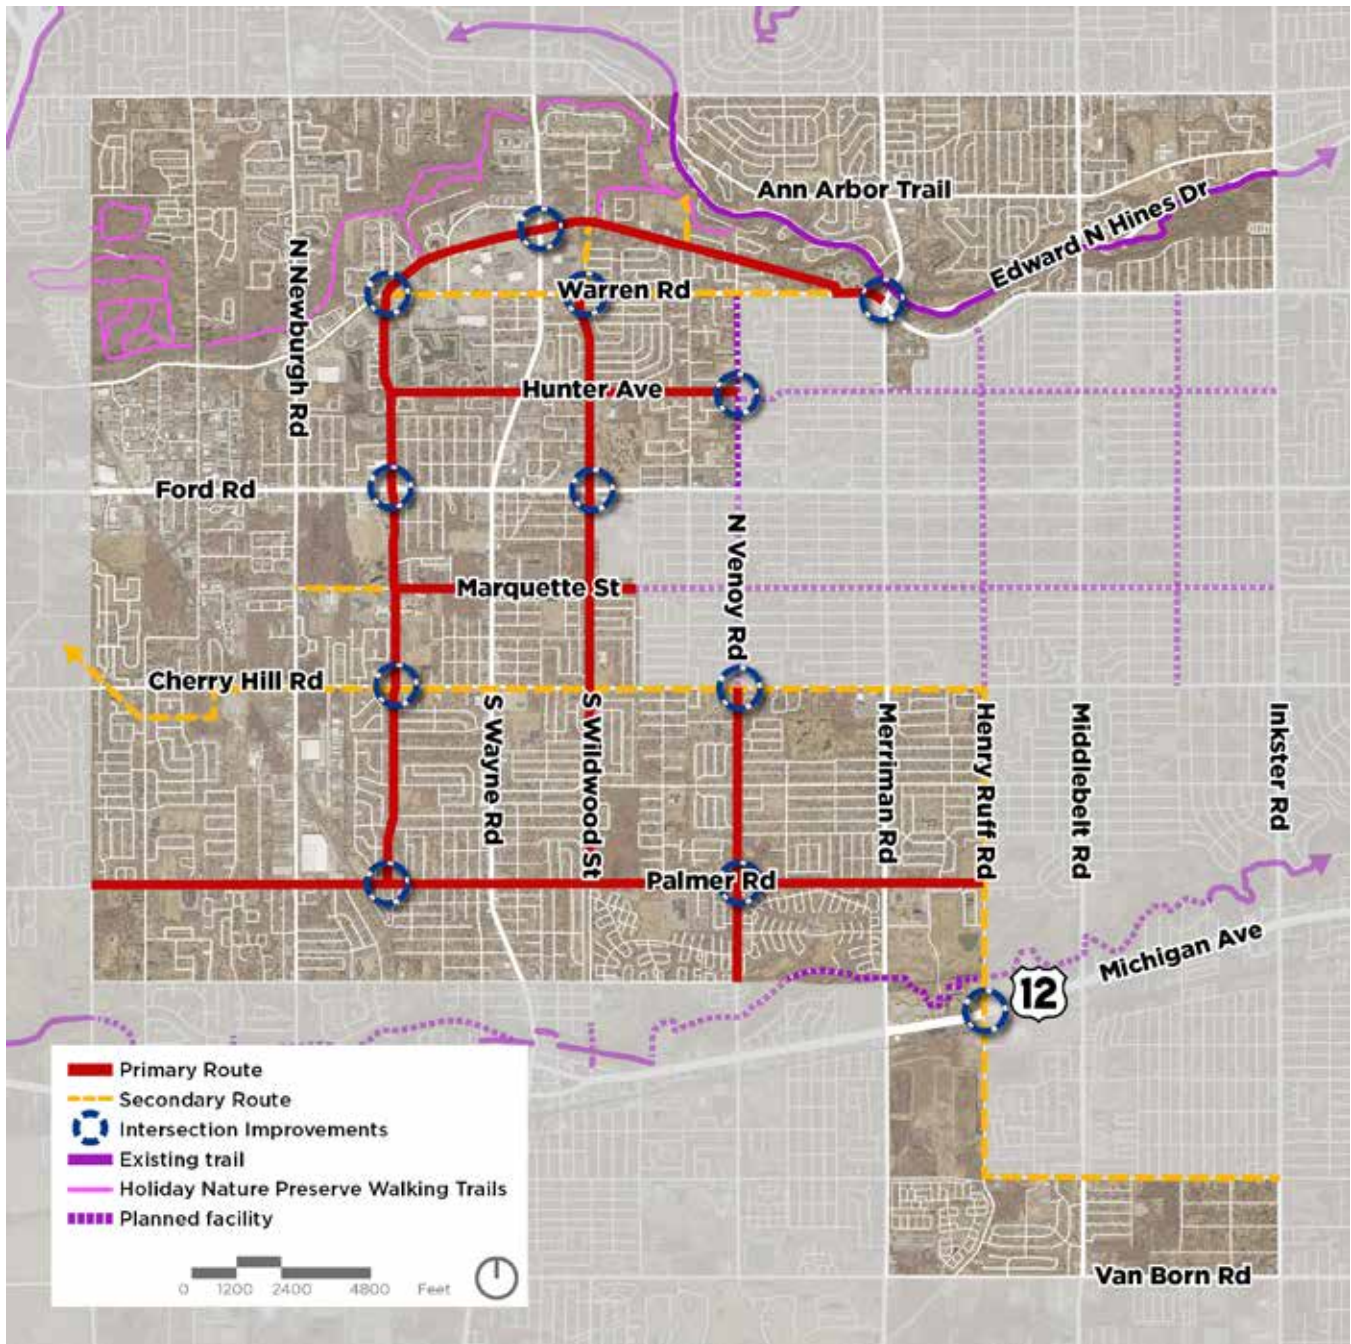 Ann Arbor Trail
Edward N Hines Dr
N Newburgh Rd
Warren Rd
Hunter Ave
Ford Rd
N Venoy Rd
Marquette St
Cherry Hill Rd
S Wayne Rd
S Wildwood St
Merriman Rd
Henry Ruff Rd
Middlebelt Rd
Inkster Rd
Palmer Rd
Michigan Ave
12
Primary Route
Secondary Route
Intersection Improvements
Existing trail
Holiday Nature Preserve Walking Trails
Planned facility
0 1200 2400 4800 Feet
Van Born Rd